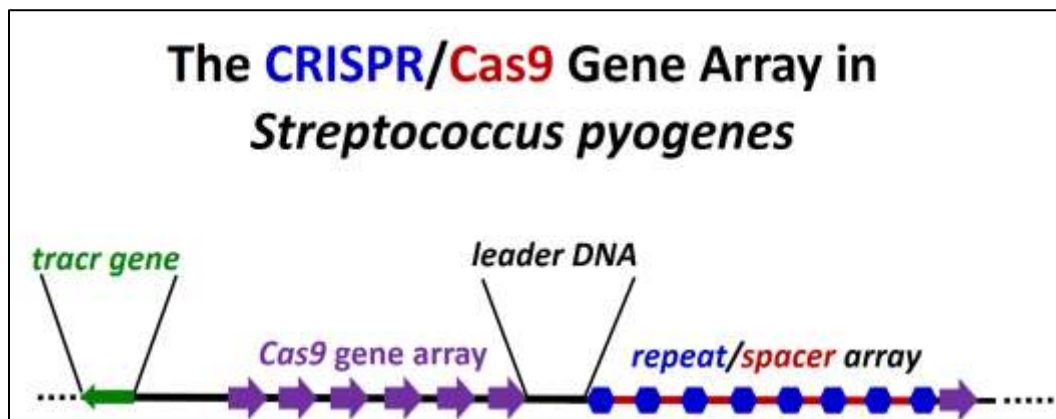 The CRISPR/Cas9 Gene Array in
Streptococcus pyogenes
tracr gene
leader DNA
Cas9 gene array
repeat/spacer array